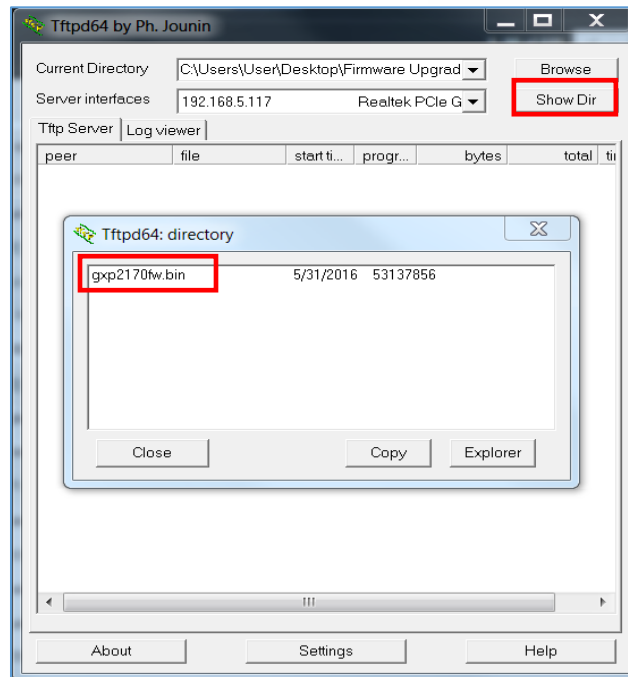 Tftpd64 by Ph. Jounin
Current Directory C:\Users\User\Desktop\Firmware Upgrad Browse
Server interfaces 192.168.5.117 Realtek PCIe G Show Dir
Tftp Server Log viewer
peer file start ti... progr... bytes total
Tftpd64: directory
gxp2170fw.bin 5/31/2016 53137856
Close Copy Explorer
About Settings Help